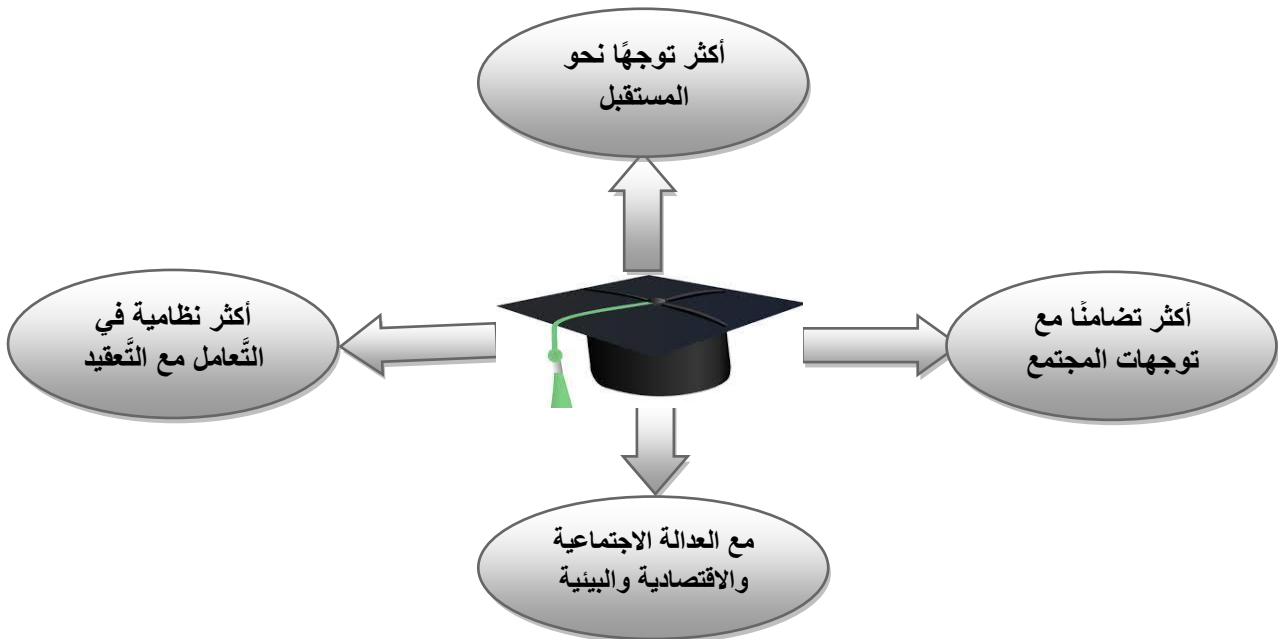 أكثر توجهًا نحو
المستقبل
أكثر تضامنًا مع
توجهات المجتمع
أكثر نظامية في
التَّعامل مع التَّعقيد
مع العدالة الاجتماعية
والاقتصادية والبيئية